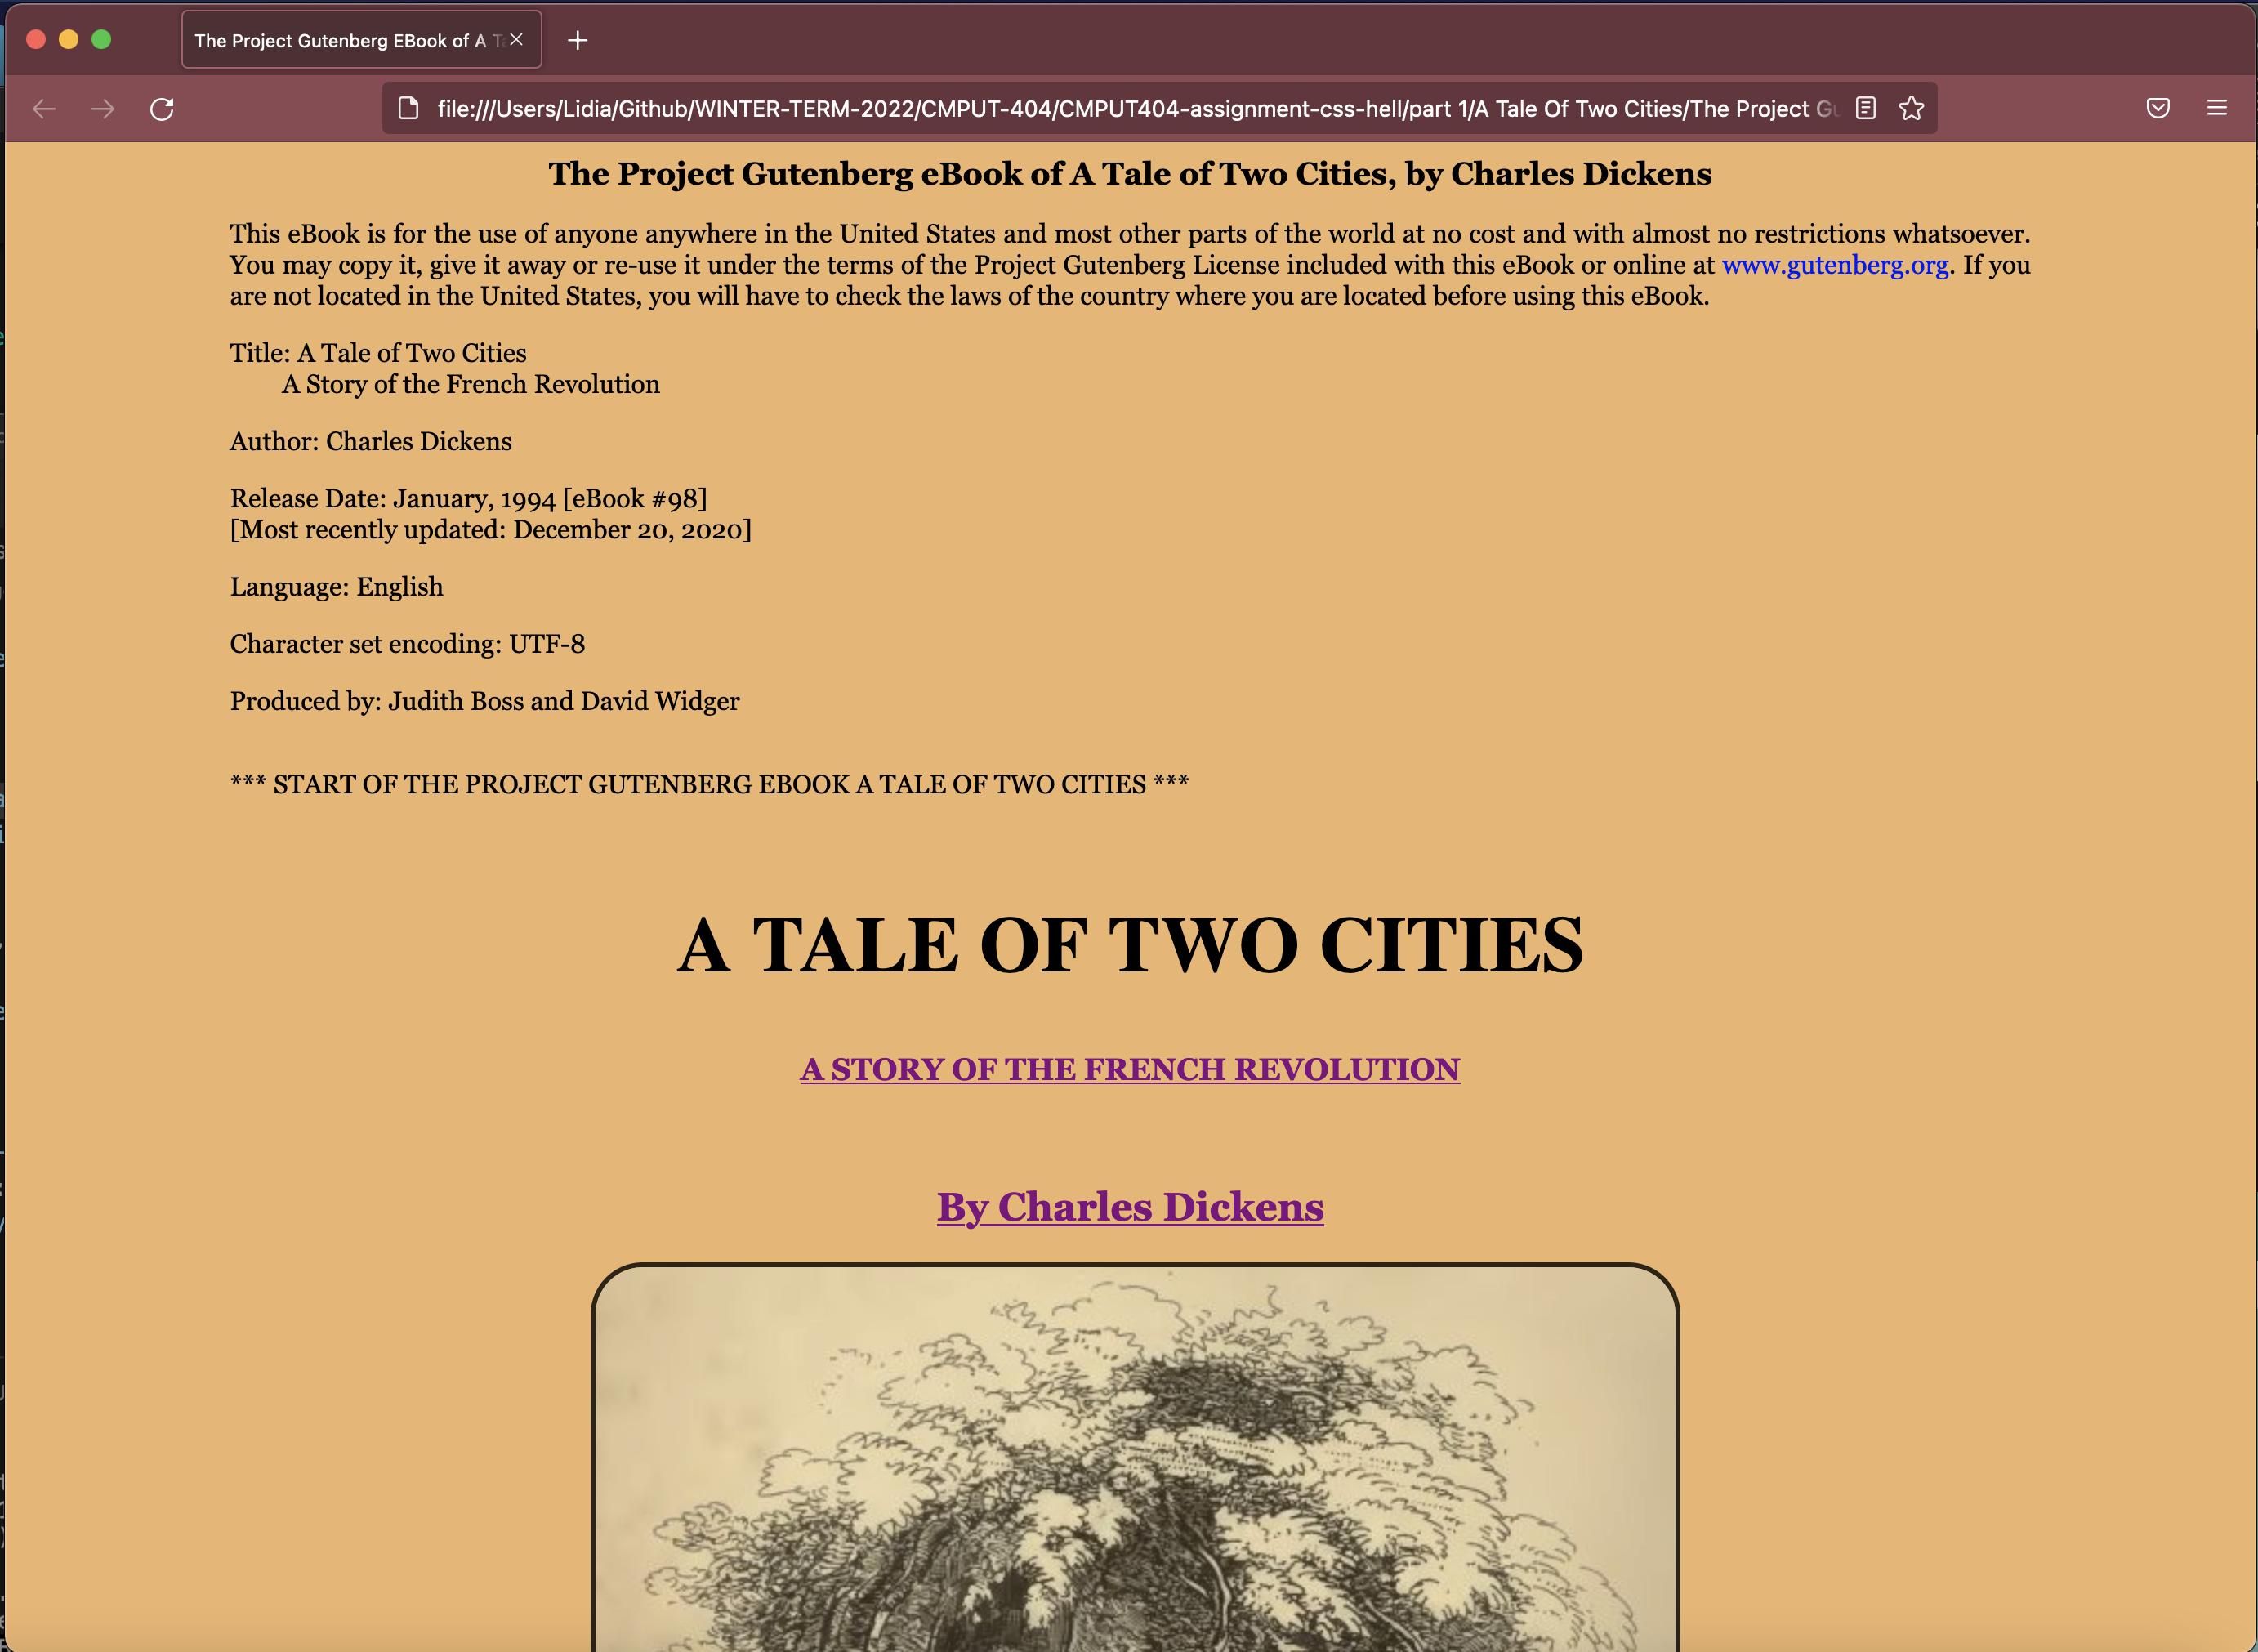 The Project Gutenberg EBook of A
file:///Users/Lidia/Github/WINTER-TERM-2022/CMPUT-404/CMPUT404-assignment-css-hell/part 1/A Tale Of Two Cities/The Project
The Project Gutenberg eBook of A Tale of Two Cities, by Charles Dickens
This eBook is for the use of anyone anywhere in the United States and most other parts of the world at no cost and with almost no restrictions whatsoever.
You may copy it, give it away or re-use it under the terms of the Project Gutenberg License included with this eBook or online at www.gutenberg.org. If you
are not located in the United States, you will have to check the laws of the country where you are located before using this eBook.
Title: A Tale of Two Cities
A Story of the French Revolution
Author: Charles Dickens
Release Date: January, 1994 [eBook #98]
[Most recently updated: December 20, 2020]
Language: English
Character set encoding: UTF-8
Produced by: Judith Boss and David Widger
*** START OF THE PROJECT GUTENBERG EBOOK A TALE OF TWO CITIES ***
A TALE OF TWO CITIES
A STORY OF THE FRENCH REVOLUTION
By Charles Dickens